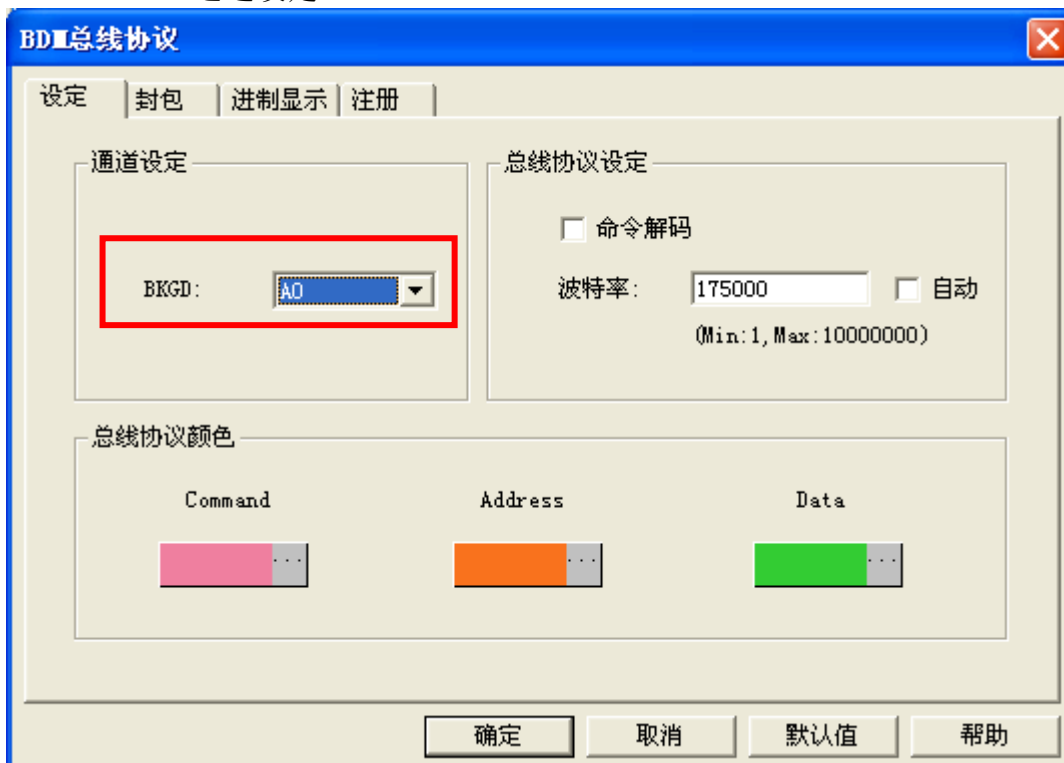 BDM总线协议
设定 封包 进制显示 注册
通道设定
BKGD: A0
总线协议设定
命令解码
波特率: 175000 自动
(Min:1,Max:10000000)
总线协议颜色
Command Address Data
... ... ...
确定 取消 默认值 帮助